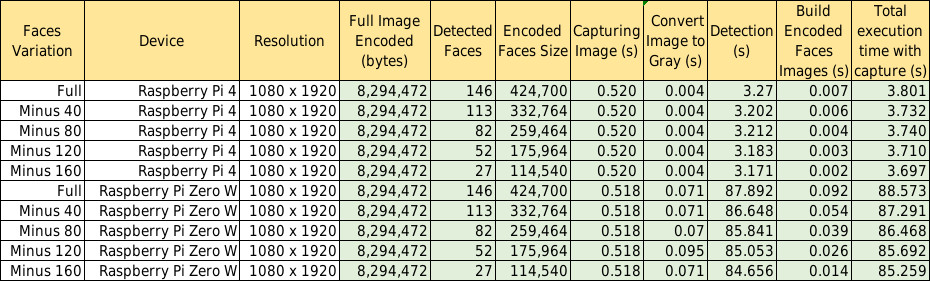 Faces Variation Device Resolution Full Image Encoded (bytes) Detected Faces Encoded Faces Size Capturing Image (s) Convert Image to Gray (s) Detection (s) Build Encoded Faces Images (s) Total execution time with capture (s)
Full Raspberry Pi 4 1080 x 1920 8,294,472 146 424,700 0.520 0.004 3.27 0.007 3.801
Minus 40 Raspberry Pi 4 1080 x 1920 8,294,472 113 332,764 0.520 0.004 3.202 0.006 3.732
Minus 80 Raspberry Pi 4 1080 x 1920 8,294,472 82 259,464 0.520 0.004 3.212 0.004 3.740
Minus 120 Raspberry Pi 4 1080 x 1920 8,294,472 52 175,964 0.520 0.004 3.183 0.003 3.710
Minus 160 Raspberry Pi 4 1080 x 1920 8,294,472 27 114,540 0.520 0.004 3.171 0.002 3.697
Full Raspberry Pi Zero W 1080 x 1920 8,294,472 146 424,700 0.518 0.071 87.892 0.092 88.573
Minus 40 Raspberry Pi Zero W 1080 x 1920 8,294,472 113 332,764 0.518 0.071 86.648 0.054 87.291
Minus 80 Raspberry Pi Zero W 1080 x 1920 8,294,472 82 259,464 0.518 0.07 85.841 0.039 86.468
Minus 120 Raspberry Pi Zero W 1080 x 1920 8,294,472 52 175,964 0.518 0.095 85.053 0.026 85.692
Minus 160 Raspberry Pi Zero W 1080 x 1920 8,294,472 27 114,540 0.518 0.071 84.656 0.014 85.259